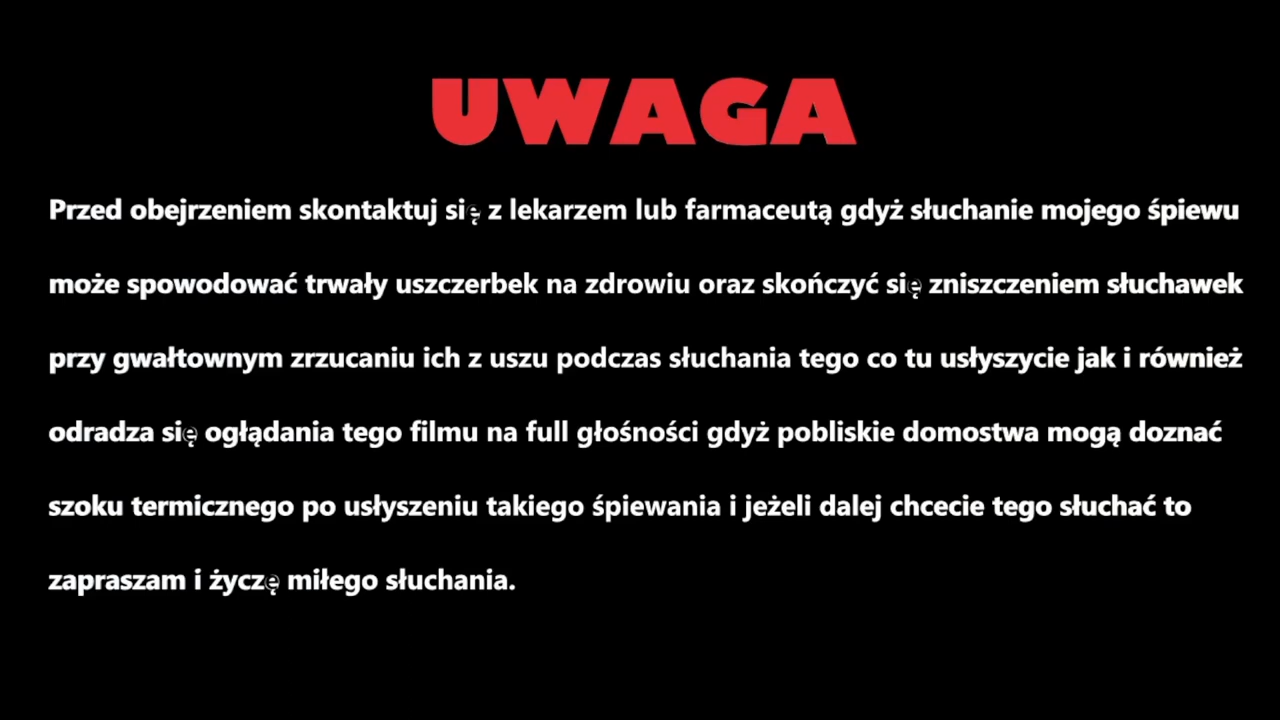 UWAGA
Przed obejrzeniem skontaktuj się z lekarzem lub farmaceutą gdyż słuchanie mojego śpiewu
może spowodować trwały uszczerbek na zdrowiu oraz skończyć się zniszczeniem słuchawek
przy gwałtownym zrzucaniu ich z uszu podczas słuchania tego co tu usłyszycie jak i również
odradza się oglądania tego filmu na full głośności gdyż pobliskie domostwa mogą doznać
szoku termicznego po usłyszeniu takiego śpiewania i jeżeli dalej chcecie tego słuchać to
zapraszam i życzę miłego słuchania.